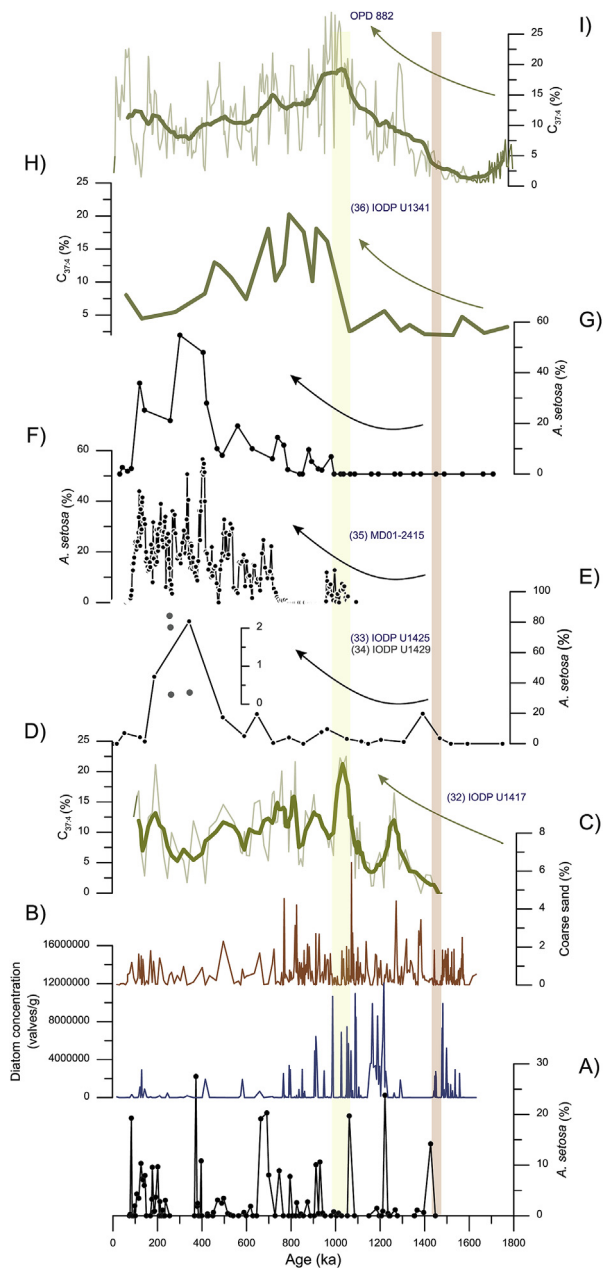 OPD 882
I)
25
20
15
10
5
0
C37:4 (%)
H)
25
20
15
10
5
C37:4 (%)
(36) IODP U1341
G)
60
40
20
0
A. setosa (%)
F)
60
40
20
0
A. setosa (%)
(35) MD01-2415
E)
100
80
60
40
20
0
A. setosa (%)
2
1
0
(33) IODP U1425
(34) IODP U1429
D)
25
20
15
10
5
0
C37:4 (%)
(32) IODP U1417
C)
8
6
4
2
0
Coarse sand (%)
B)
16000000
12000000
8000000
4000000
0
Diatom concentration
(valves/g)
A)
30
20
10
0
A. setosa (%)
0 200 400 600 800 1000 1200 1400 1600 1800
Age (ka)